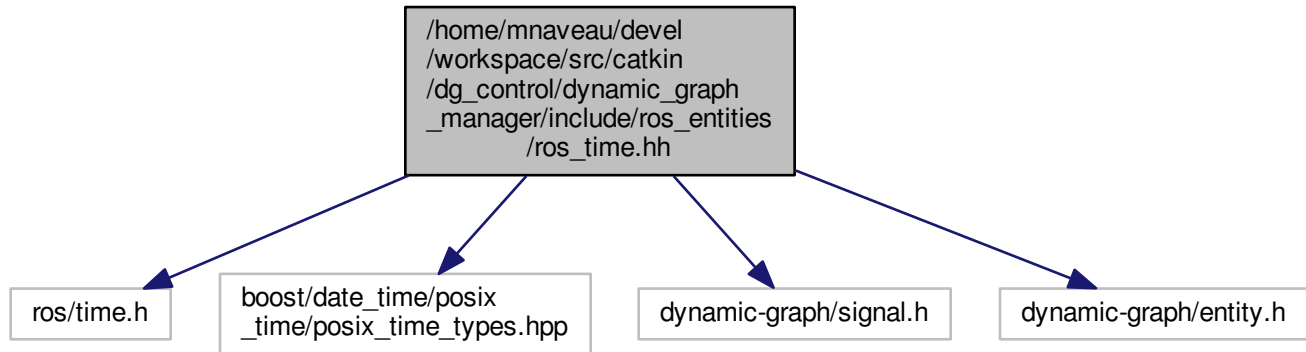 /home/mnaveau/devel
/workspace/src/catkin
/dg_control/dynamic_graph
_manager/include/ros_entities
/ros_time.hh
ros/time.h
boost/date_time/posix
_time/posix_time_types.hpp
dynamic-graph/signal.h
dynamic-graph/entity.h